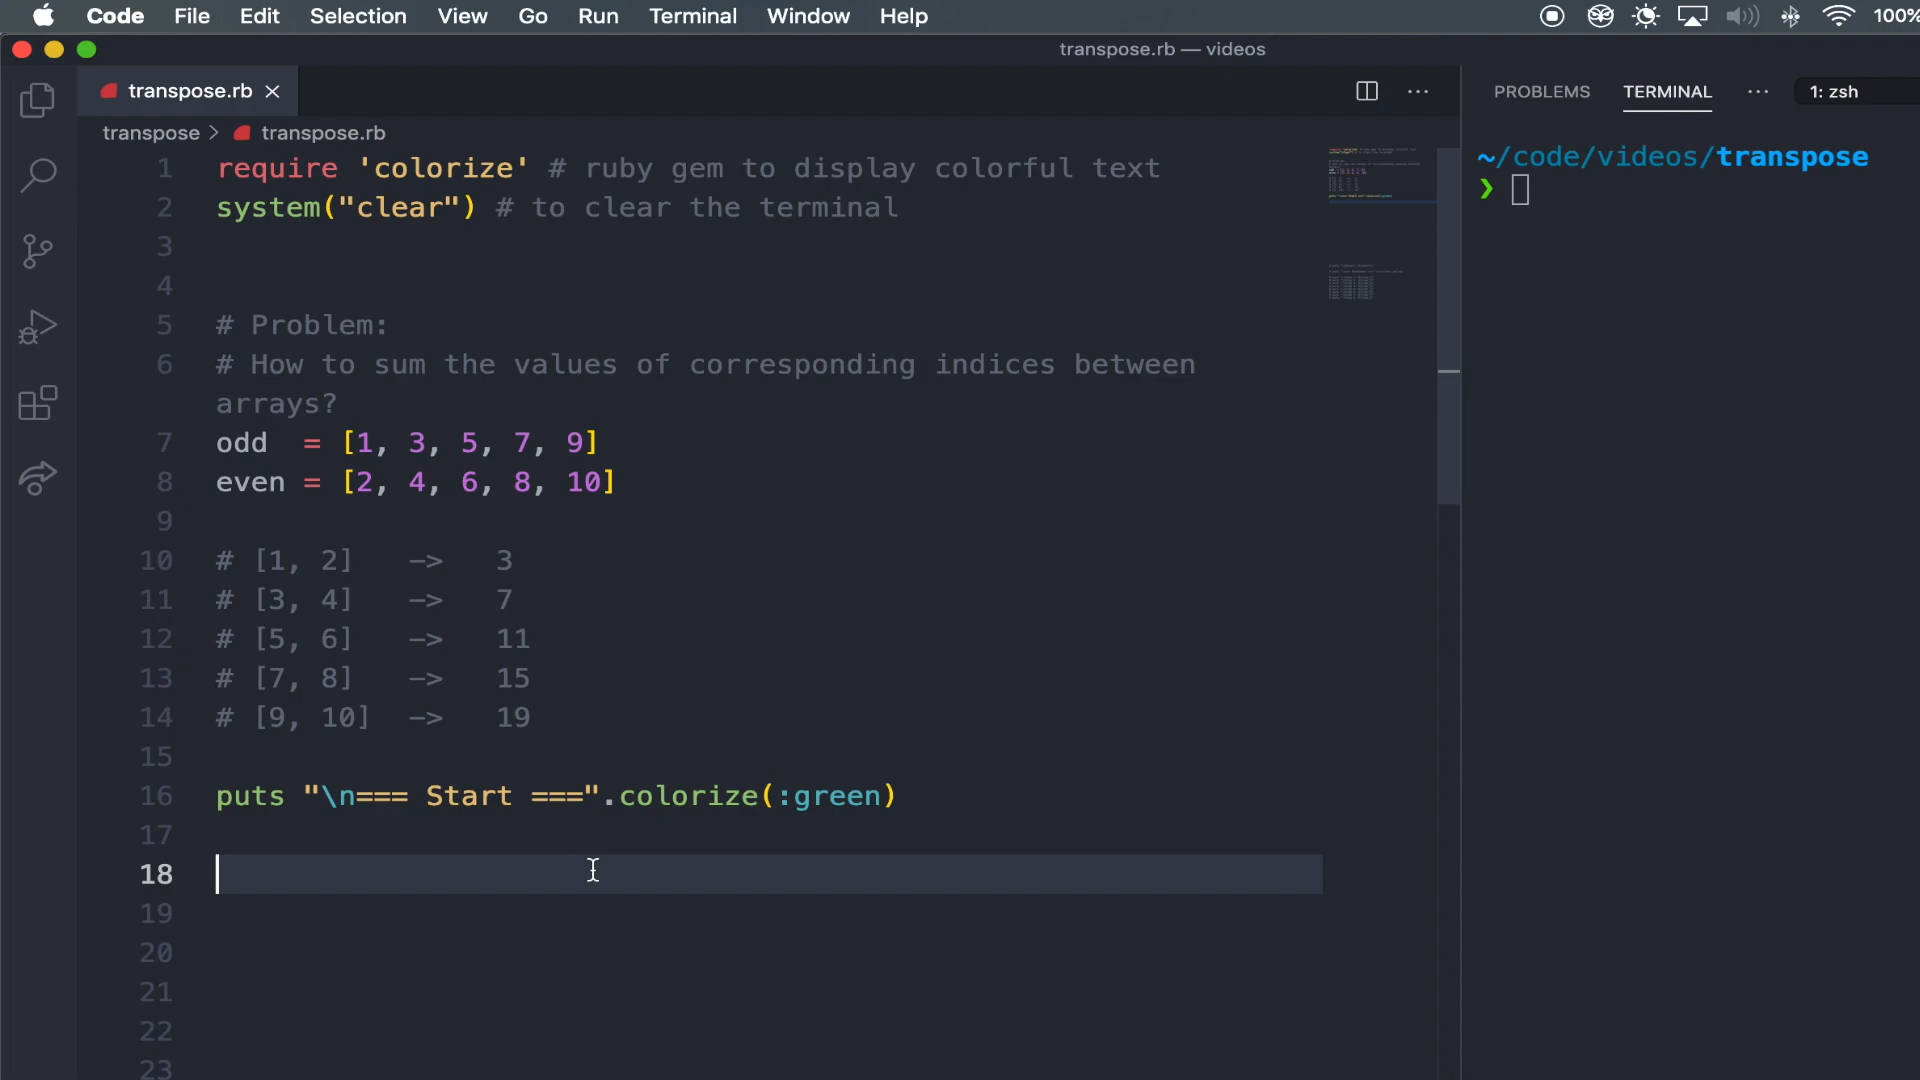 Code File Edit Selection View Go Run Terminal Window Help 100%
transpose.rb — videos
transpose.rb
PROBLEMS TERMINAL 1: zsh
transpose > transpose.rb
1 require 'colorize' # ruby gem to display colorful text
2 system("clear") # to clear the terminal
3
4
5 # Problem:
6 # How to sum the values of corresponding indices between
arrays?
7 odd  = [1, 3, 5, 7, 9]
8 even = [2, 4, 6, 8, 10]
9
10 # [1, 2]   ->   3
11 # [3, 4]   ->   7
12 # [5, 6]   ->   11
13 # [7, 8]   ->   15
14 # [9, 10]  ->   19
15
16 puts "\n=== Start ===".colorize(:green)
17
18
19
20
21
22
23
~/code/videos/transpose
❯